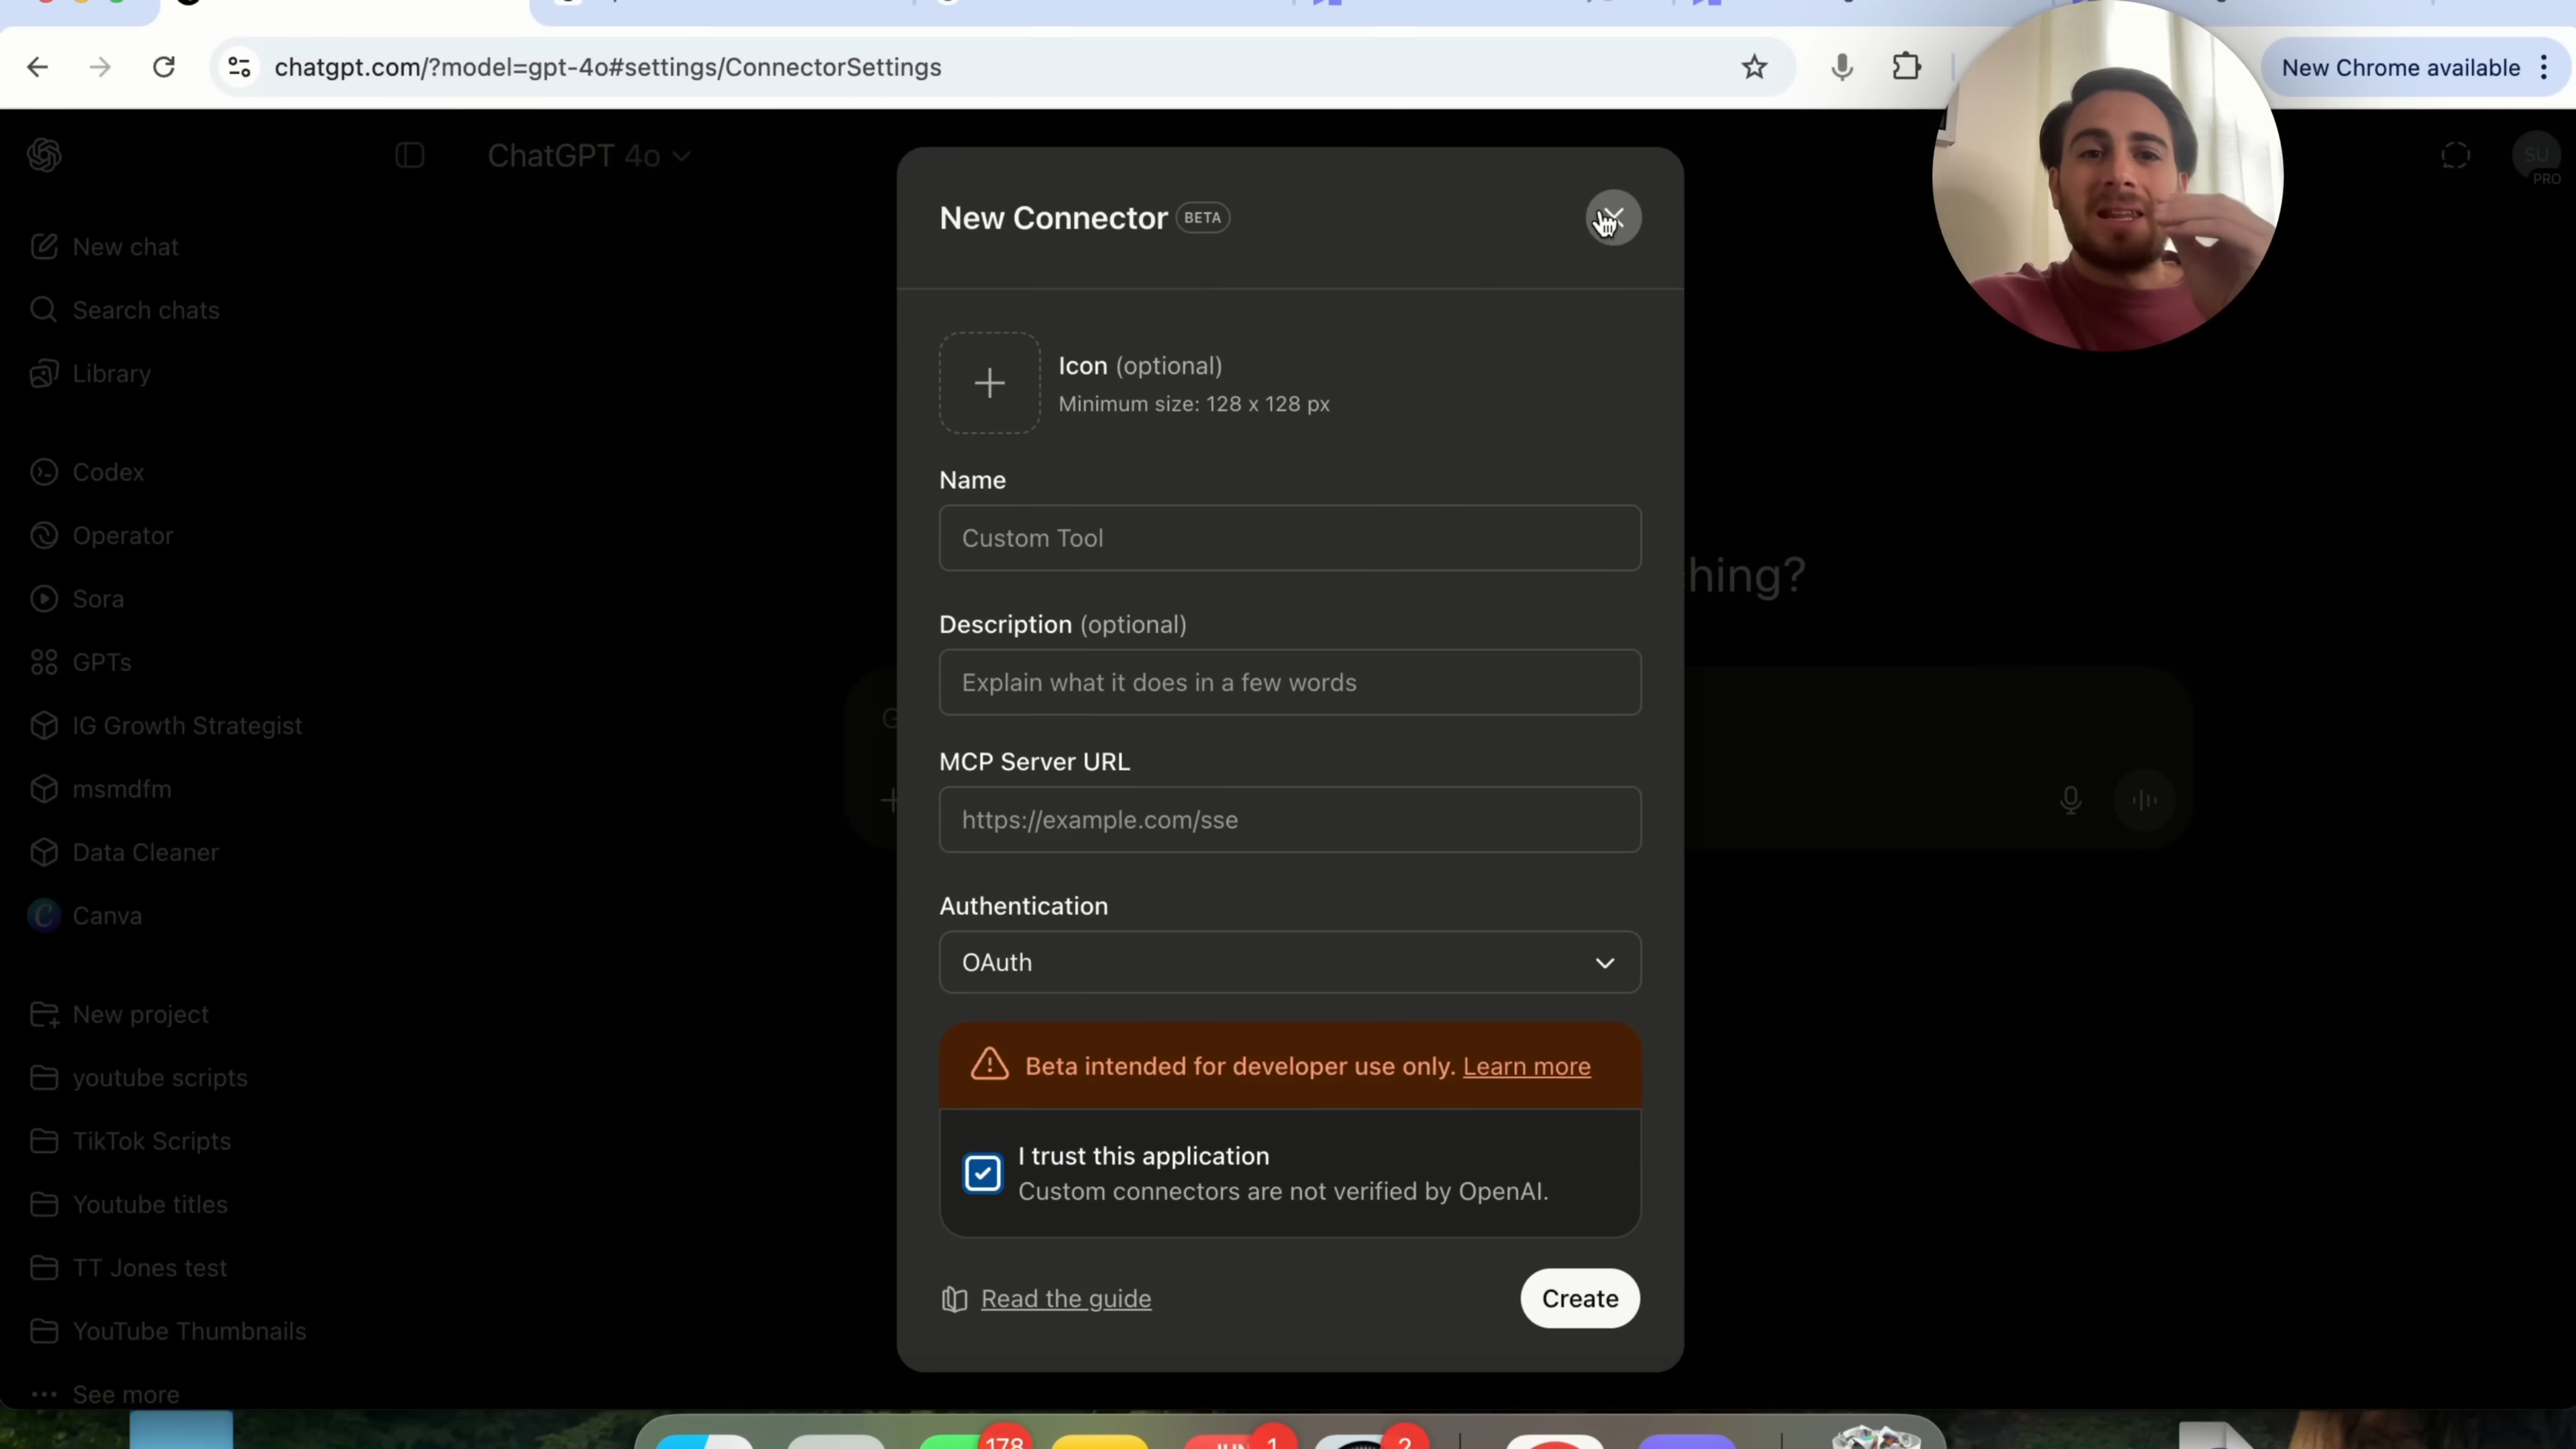 chatgpt.com/?model=gpt-4o#settings/ConnectorSettings
New Chrome available
ChatGPT 4o
SU
PRO
New chat
Search chats
Library
Codex
Operator
Sora
GPTs
IG Growth Strategist
msmdfm
Data Cleaner
Canva
New project
youtube scripts
TikTok Scripts
Youtube titles
TT Jones test
YouTube Thumbnails
See more
hing?
New Connector BETA
Icon (optional)
Minimum size: 128 x 128 px
Name
Custom Tool
Description (optional)
Explain what it does in a few words
MCP Server URL
https://example.com/sse
Authentication
OAuth
Beta intended for developer use only. Learn more
I trust this application
Custom connectors are not verified by OpenAI.
Read the guide
Create
178
JUN
1
2